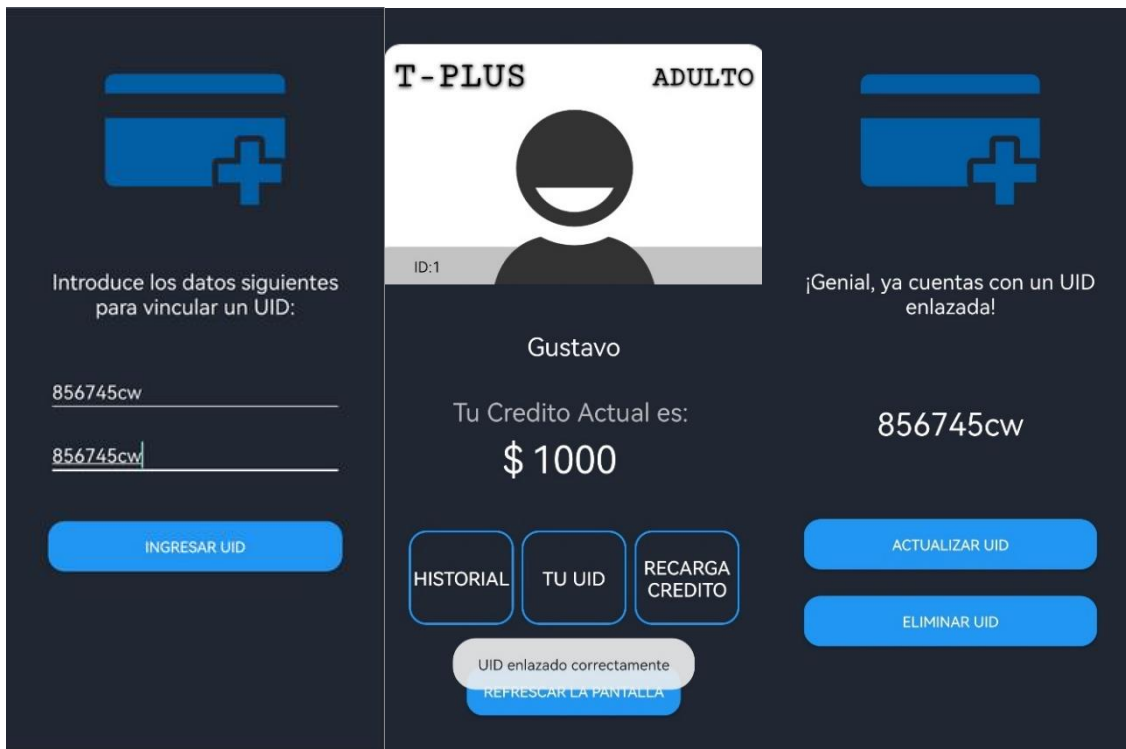 Introduce los datos siguientes
para vincular un UID:
856745cw
856745cw
INGRESAR UID
T-PLUS
ADULTO
ID:1
Gustavo
Tu Credito Actual es:
$ 1000
HISTORIAL
TU UID
RECARGA
CREDITO
UID enlazado correctamente
REFRESCAR LA PANTALLA
¡Genial, ya cuentas con un UID
enlazada!
856745cw
ACTUALIZAR UID
ELIMINAR UID